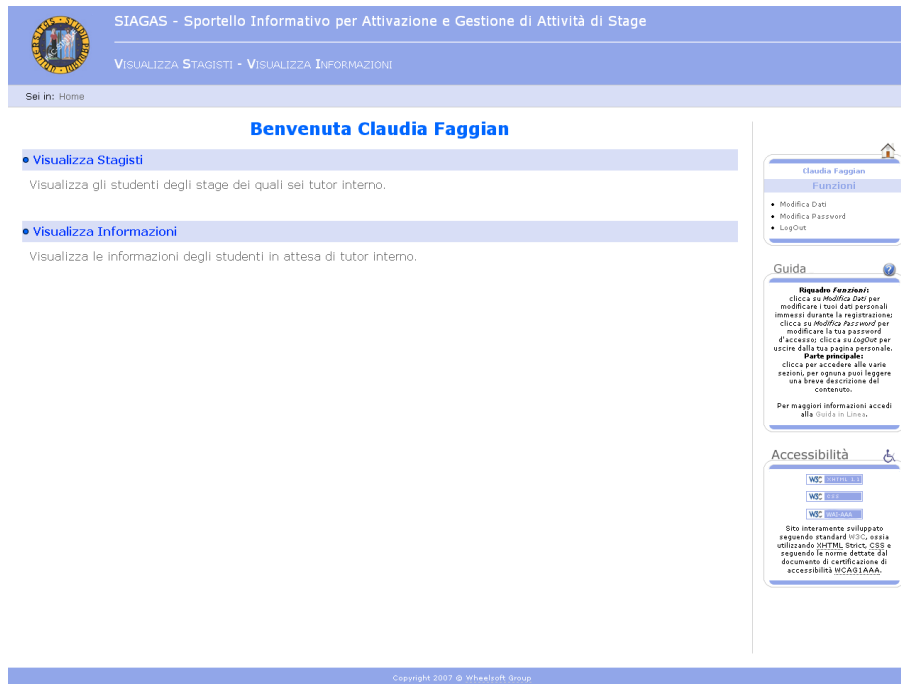 SIAGAS - Sportello Informativo per Attivazione e Gestione di Attività di Stage
VISUALIZZA STAGISTI - VISUALIZZA INFORMAZIONI
Sei in: Home
Benvenuta Claudia Faggian
Visualizza Stagisti
Visualizza gli studenti degli stage dei quali sei tutor interno.
Visualizza Informazioni
Visualizza le informazioni degli studenti in attesa di tutor interno.
Claudia Faggian
Funzioni
Modifica Dati
Modifica Password
LogOut
Guida
Riquadro Funzioni:
clicca su Modifica Dati per
modificare i tuoi dati personali
immessi durante la registrazione;
clicca su Modifica Password per
modificare la tua password
d'accesso; clicca su LogOut per
uscire dalla tua pagina personale.
Parte principale:
clicca per accedere alle varie
sezioni, per ognuna puoi leggere
una breve descrizione del
contenuto.
Per maggiori informazioni accedi
alla Guida in Linea.
Accessibilità
W3C XHTML 1.1
W3C CSS
W3C WAI-AAA
Sito interamente sviluppato
seguendo standard W3C, ossia
utilizzando XHTML Strict, CSS e
seguendo le norme dettate dal
documento di certificazione di
accessibilità WCAG1AAA.
Copyright 2007 @ Wheelsoft Group